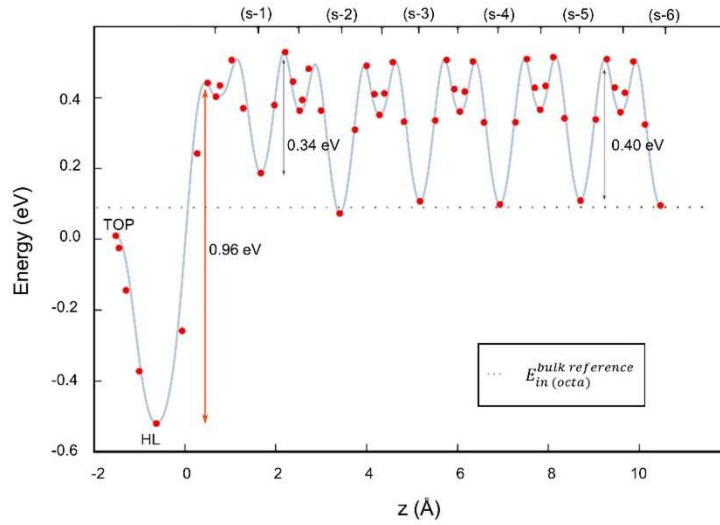 (s-1) (s-2) (s-3) (s-4) (s-5) (s-6)
0.4
0.2
0.0
-0.2
-0.4
-0.6
Energy (eV)
TOP
HL
0.96 eV
0.34 eV
0.40 eV
E in (octa) bulk reference
-2 0 2 4 6 8 10
z (Å)